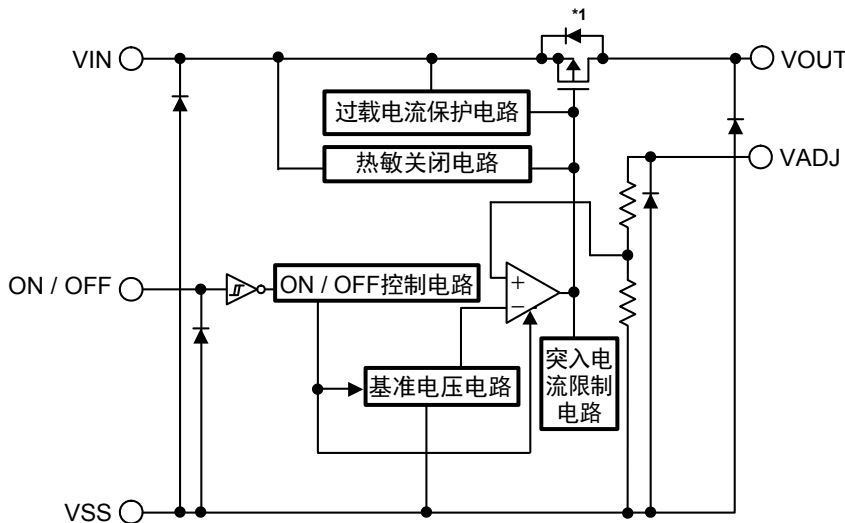 *1
VIN
VOUT
过载电流保护电路
热敏关闭电路
VADJ
ON / OFF
ON / OFF控制电路
+
−
基准电压电路
突入电
流限制
电路
VSS